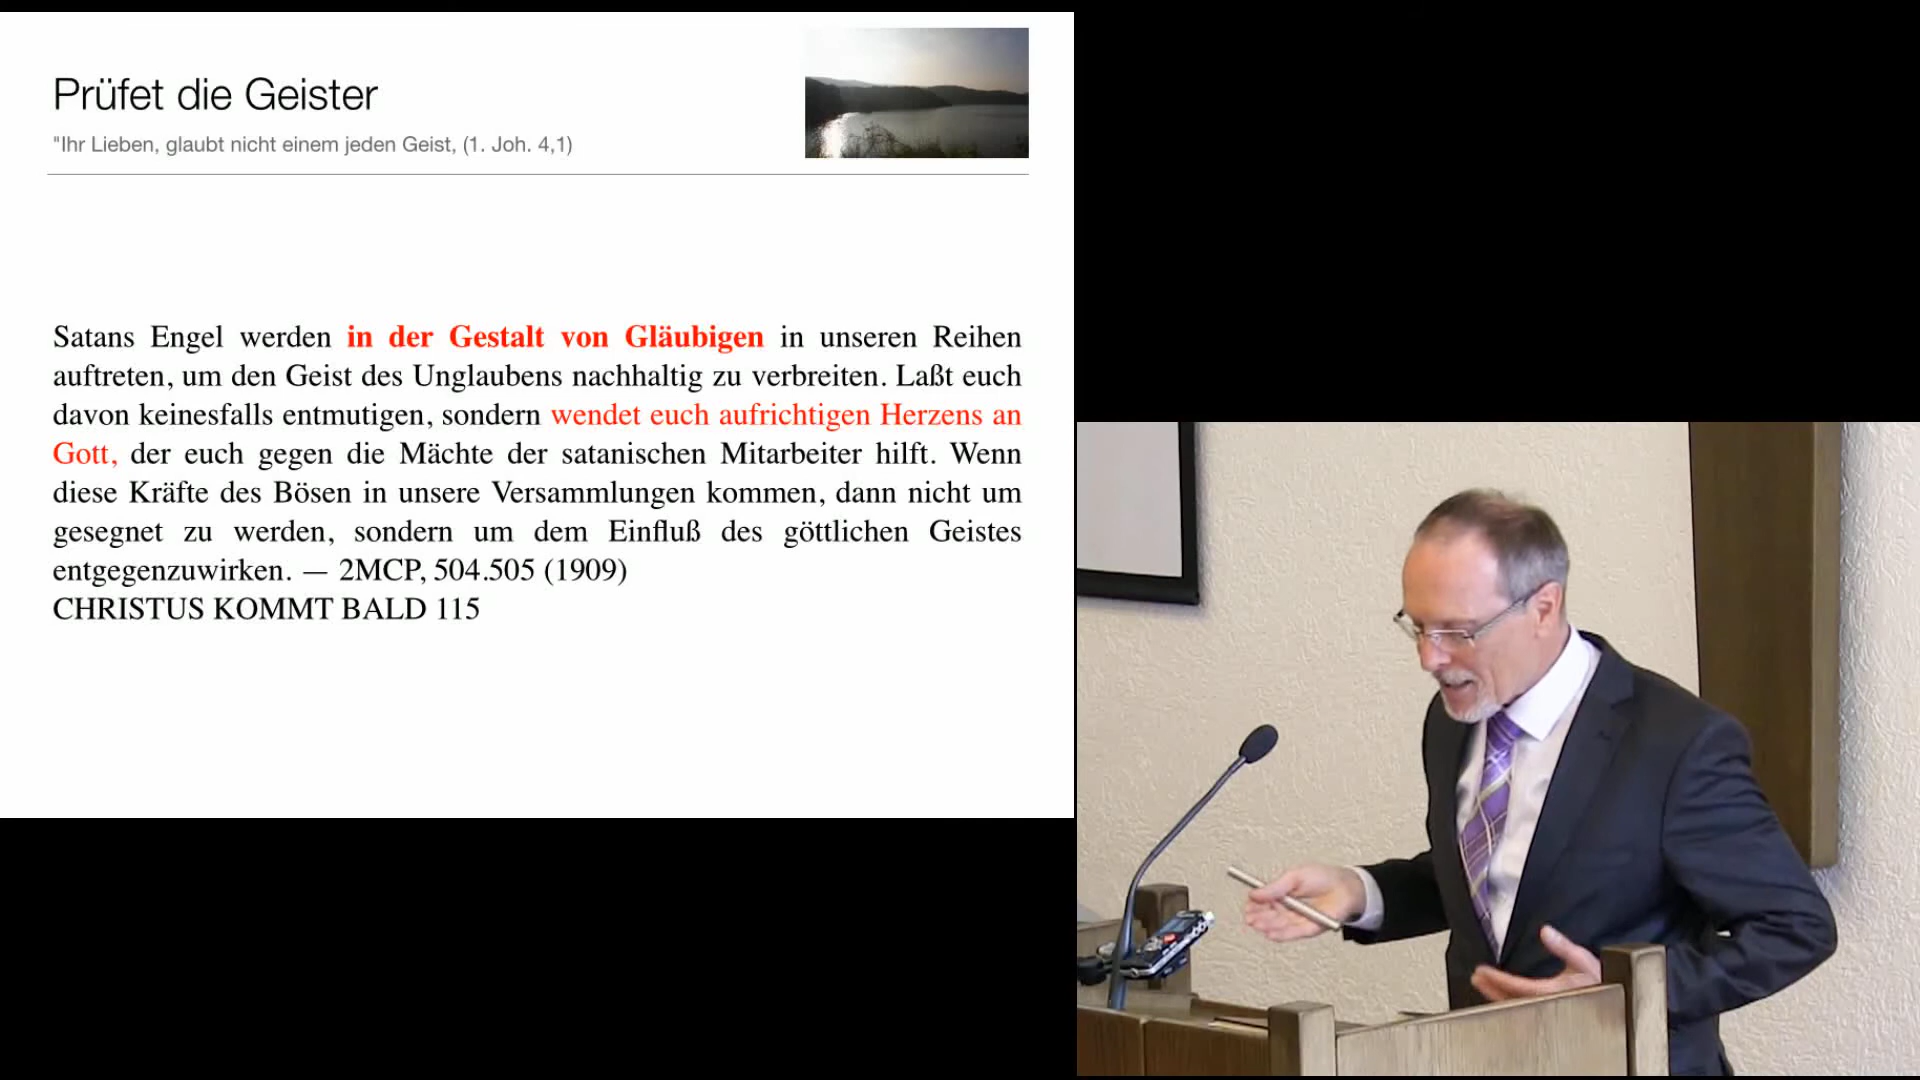 Prüfet die Geister
"Ihr Lieben, glaubt nicht einem jeden Geist, (1. Joh. 4,1)
Satans Engel werden in der Gestalt von Gläubigen in unseren Reihen
auftreten, um den Geist des Unglaubens nachhaltig zu verbreiten. Laßt euch
davon keinesfalls entmutigen, sondern wendet euch aufrichtigen Herzens an
Gott, der euch gegen die Mächte der satanischen Mitarbeiter hilft. Wenn
diese Kräfte des Bösen in unsere Versammlungen kommen, dann nicht um
gesegnet zu werden, sondern um dem Einfluß des göttlichen Geistes
entgegenzuwirken. — 2MCP, 504.505 (1909)
CHRISTUS KOMMT BALD 115